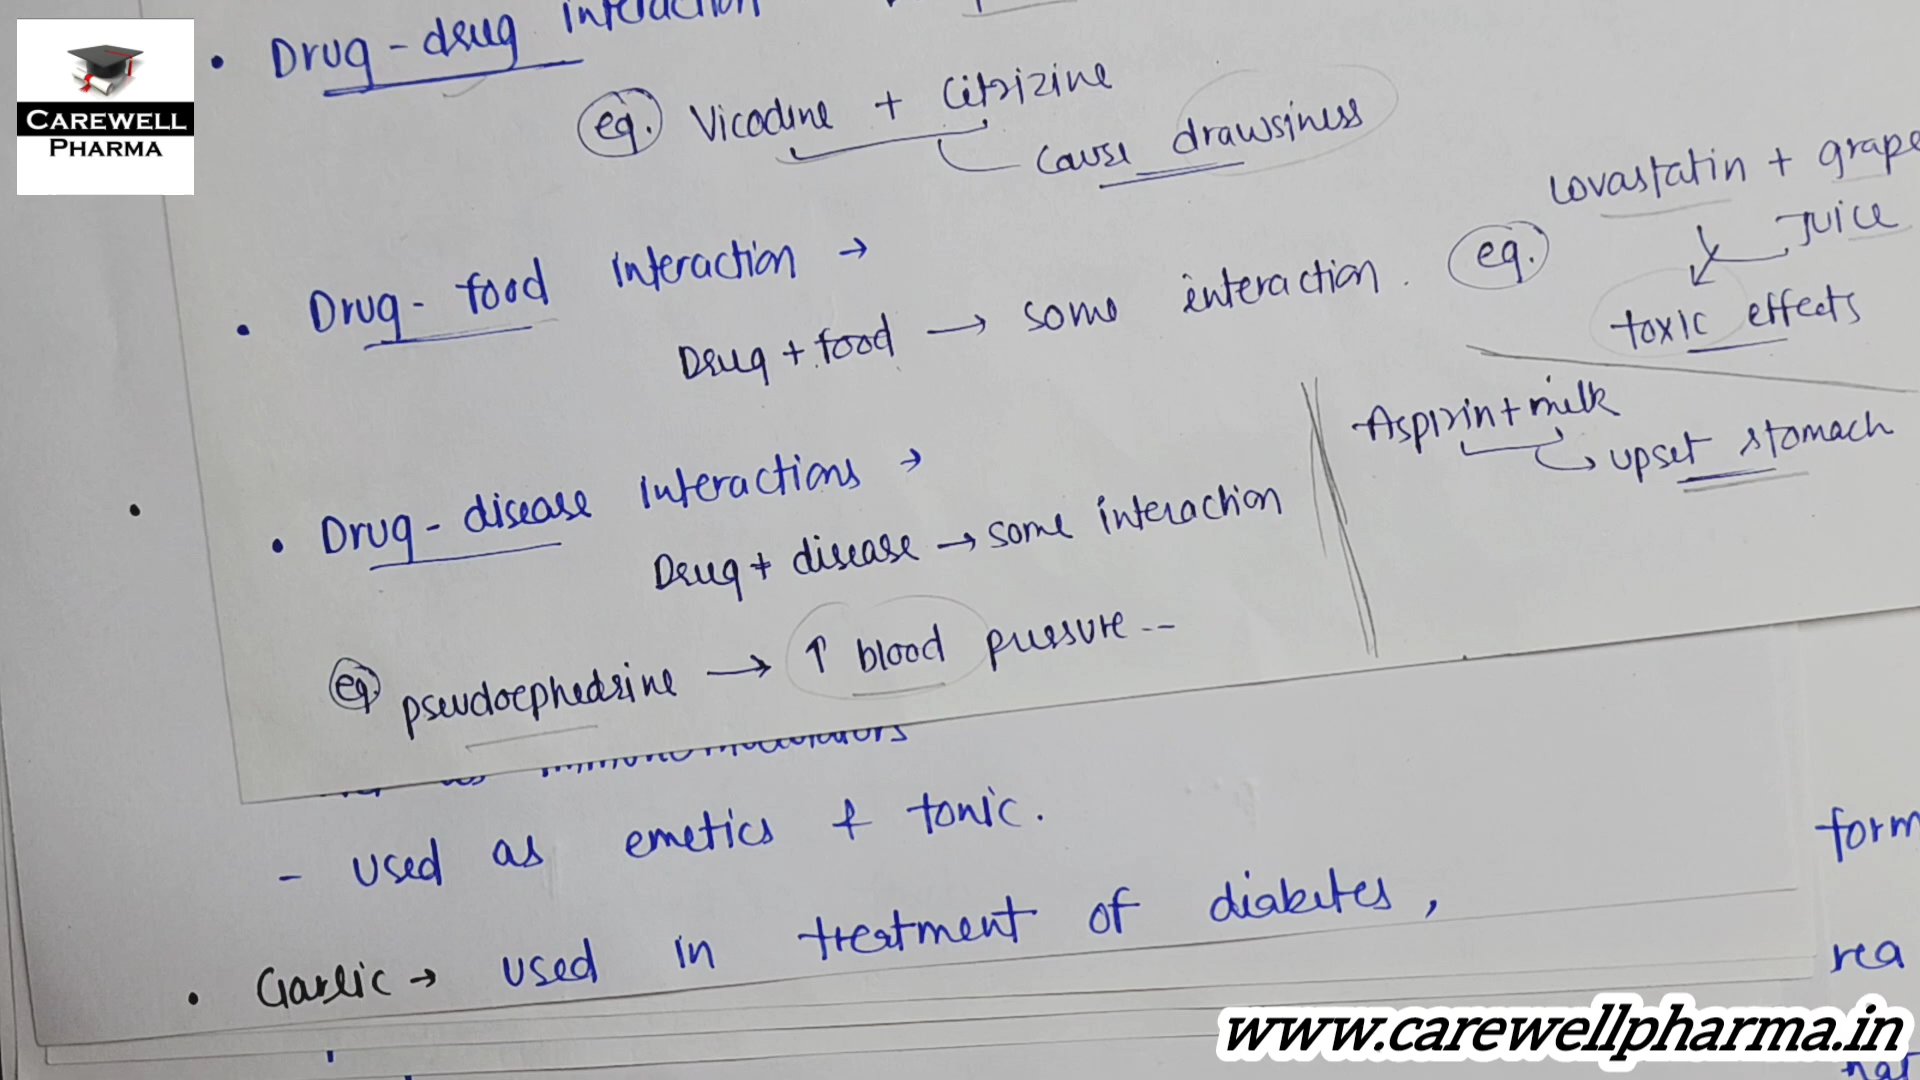 CAREWELL
PHARMA
• Drug - drug interaction
eg. Vicodine + Citrizine
Cause drawsiness
• Drug - food interaction →
Drug + food → some interaction.
eg. Lovastatin + grape
Juice
toxic effects
Aspirin + milk
upset stomach
• Drug - disease interactions →
Drug + disease → some interaction
eg pseudoephedrine → ↑ blood pressure --
- used as emetics & tonic.
• Garlic → used in treatment of diabetes,
form
rea
www.carewellpharma.in